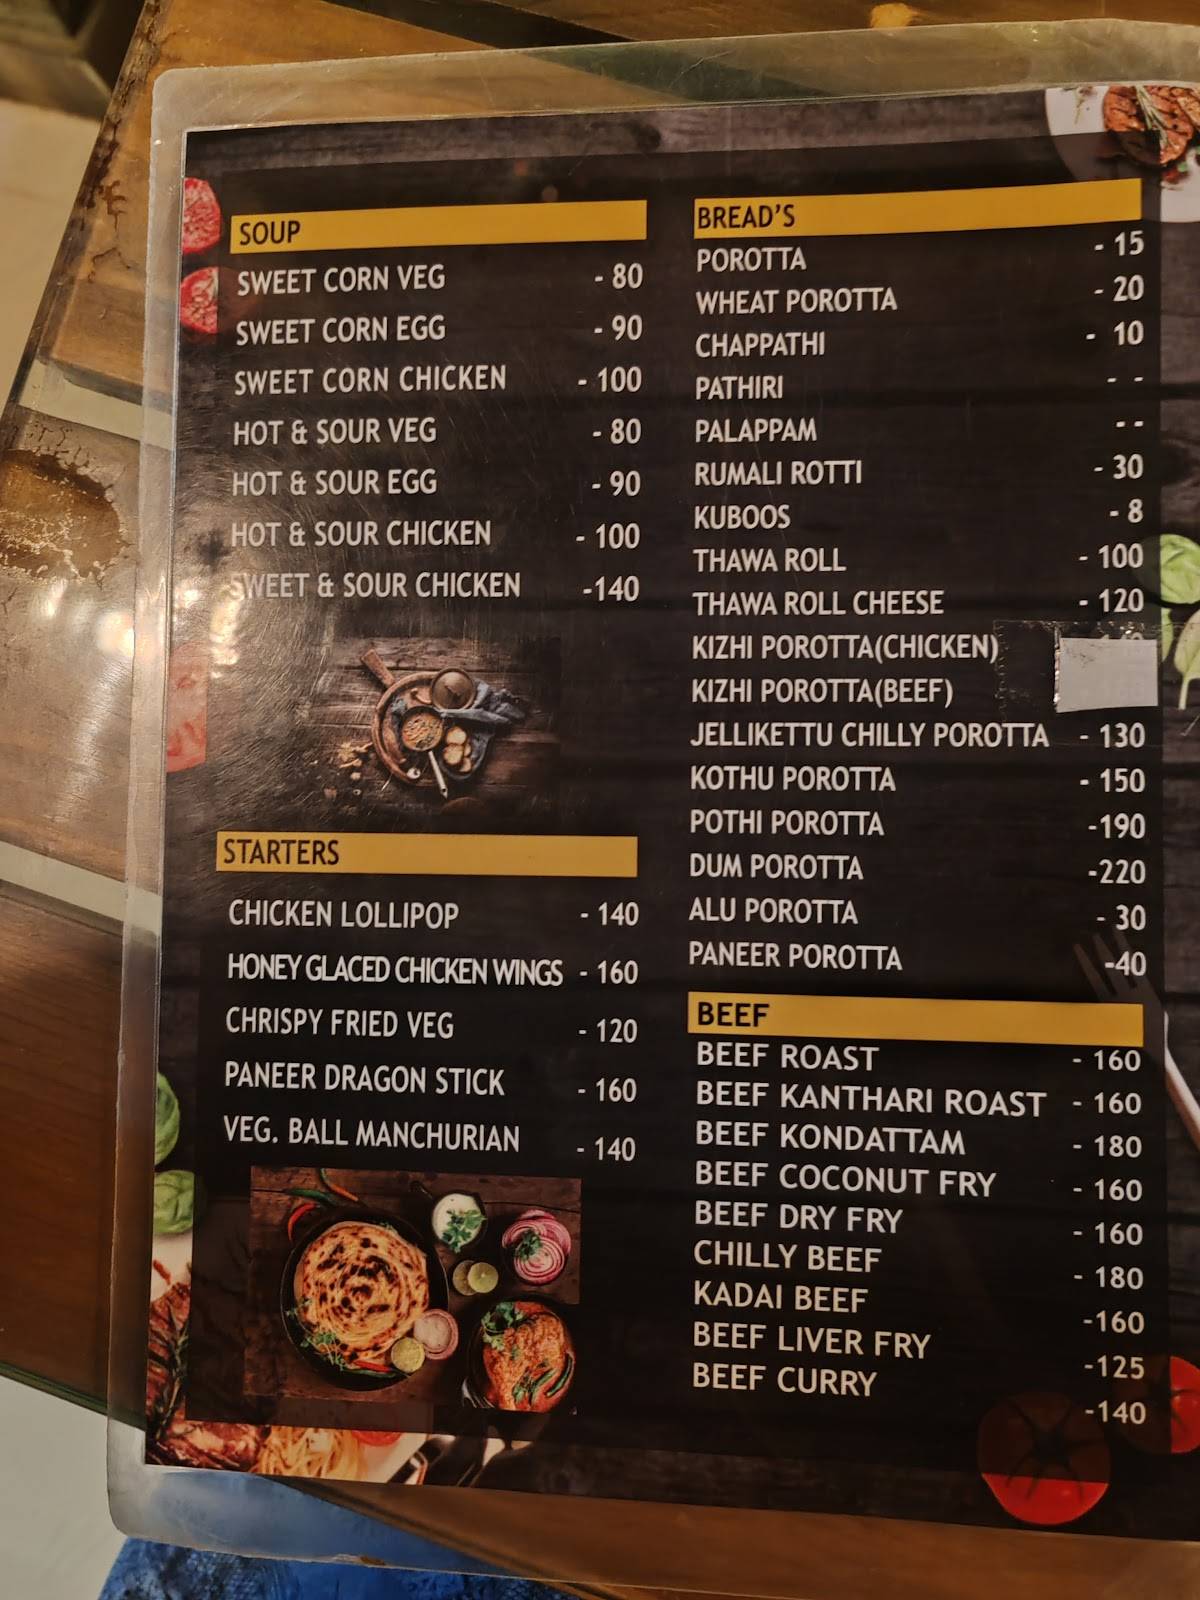 SOUP
SWEET CORN VEG - 80
SWEET CORN EGG - 90
SWEET CORN CHICKEN - 100
HOT & SOUR VEG - 80
HOT & SOUR EGG - 90
HOT & SOUR CHICKEN - 100
SWEET & SOUR CHICKEN -140
STARTERS
CHICKEN LOLLIPOP - 140
HONEY GLACED CHICKEN WINGS - 160
CHRISPY FRIED VEG - 120
PANEER DRAGON STICK - 160
VEG. BALL MANCHURIAN - 140
BREAD'S
POROTTA - 15
WHEAT POROTTA - 20
CHAPPATHI - 10
PATHIRI - -
PALAPPAM - -
RUMALI ROTTI - 30
KUBOOS - 8
THAWA ROLL - 100
THAWA ROLL CHEESE - 120
KIZHI POROTTA(CHICKEN)
KIZHI POROTTA(BEEF)
JELLIKETTU CHILLY POROTTA - 130
KOTHU POROTTA - 150
POTHI POROTTA -190
DUM POROTTA -220
ALU POROTTA - 30
PANEER POROTTA -40
BEEF
BEEF ROAST - 160
BEEF KANTHARI ROAST - 160
BEEF KONDATTAM - 180
BEEF COCONUT FRY - 160
BEEF DRY FRY - 160
CHILLY BEEF - 180
KADAI BEEF -160
BEEF LIVER FRY -125
BEEF CURRY -140